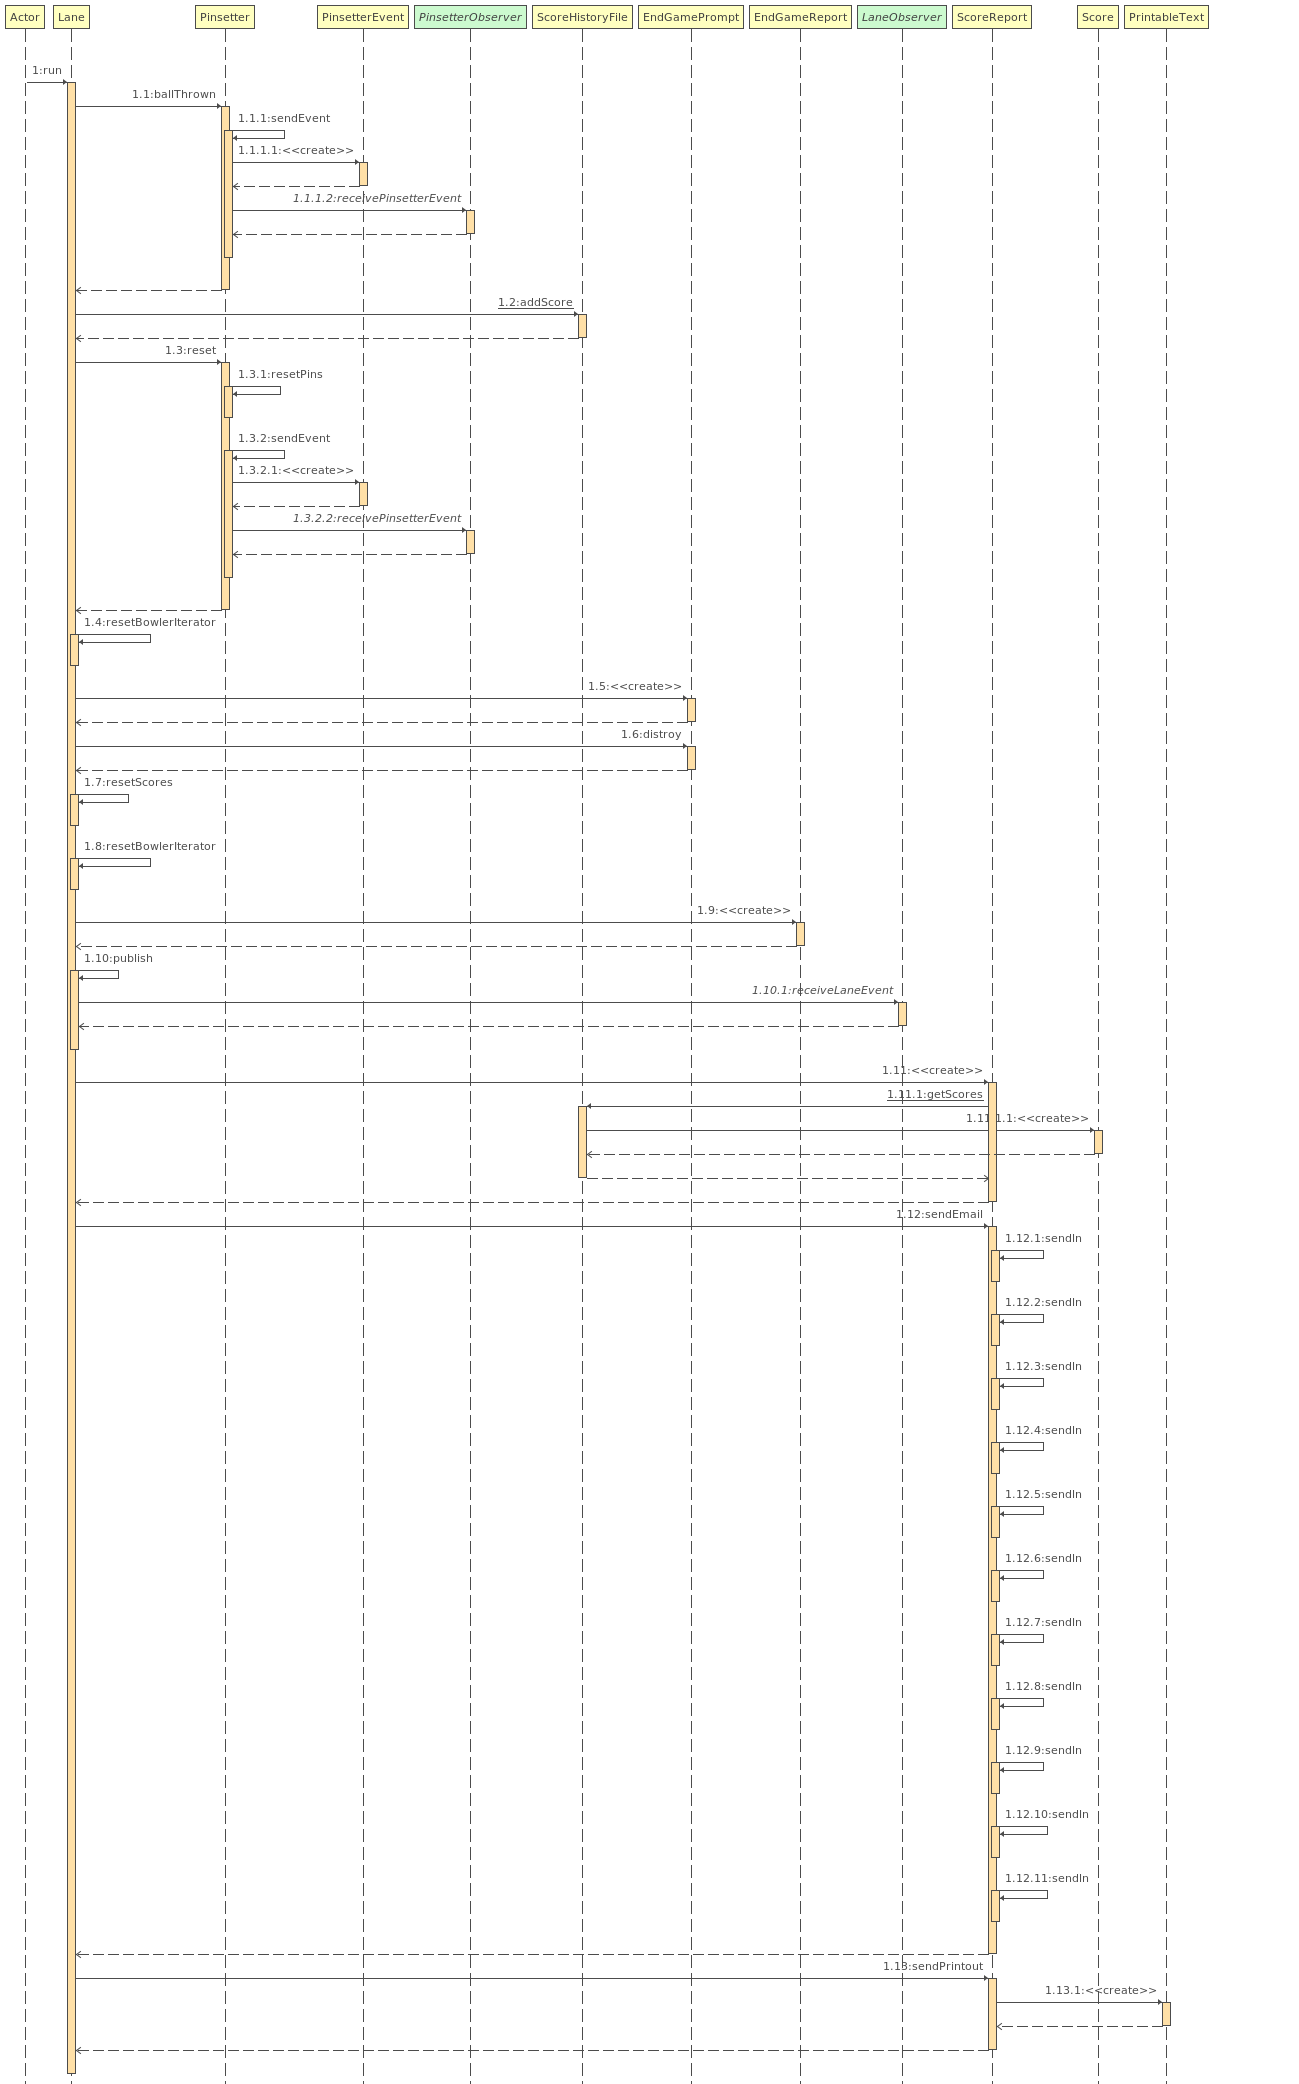 Actor Lane Pinsetter PinsetterEvent PinsetterObserver ScoreHistoryFile EndGamePrompt EndGameReport LaneObserver ScoreReport Score PrintableText
1:run
1.1:ballThrown
1.1.1:sendEvent
1.1.1.1:<<create>>
1.1.1.2:receivePinsetterEvent
1.2:addScore
1.3:reset
1.3.1:resetPins
1.3.2:sendEvent
1.3.2.1:<<create>>
1.3.2.2:receivePinsetterEvent
1.4:resetBowlerIterator
1.5:<<create>>
1.6:distroy
1.7:resetScores
1.8:resetBowlerIterator
1.9:<<create>>
1.10:publish
1.10.1:receiveLaneEvent
1.11:<<create>>
1.11.1:getScores
1.11.1.1:<<create>>
1.12:sendEmail
1.12.1:sendln
1.12.2:sendln
1.12.3:sendln
1.12.4:sendln
1.12.5:sendln
1.12.6:sendln
1.12.7:sendln
1.12.8:sendln
1.12.9:sendln
1.12.10:sendln
1.12.11:sendln
1.13:sendPrintout
1.13.1:<<create>>